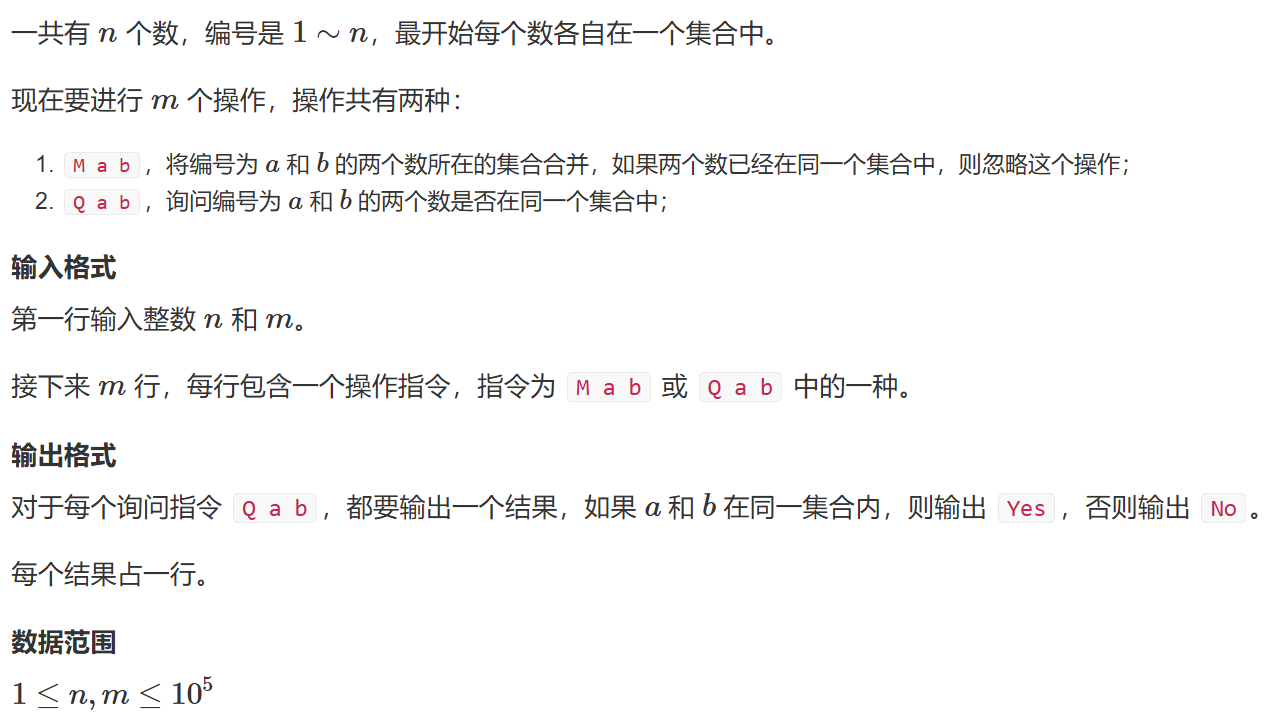 一共有 n 个数，编号是 1 ∼ n，最开始每个数各自在一个集合中。
现在要进行 m 个操作，操作共有两种：
1. M a b，将编号为 a 和 b 的两个数所在的集合合并，如果两个数已经在同一个集合中，则忽略这个操作；
2. Q a b，询问编号为 a 和 b 的两个数是否在同一个集合中；
输入格式
第一行输入整数 n 和 m。
接下来 m 行，每行包含一个操作指令，指令为 M a b 或 Q a b 中的一种。
输出格式
对于每个询问指令 Q a b，都要输出一个结果，如果 a 和 b 在同一集合内，则输出 Yes，否则输出 No。
每个结果占一行。
数据范围
1 ≤ n, m ≤ 10⁵